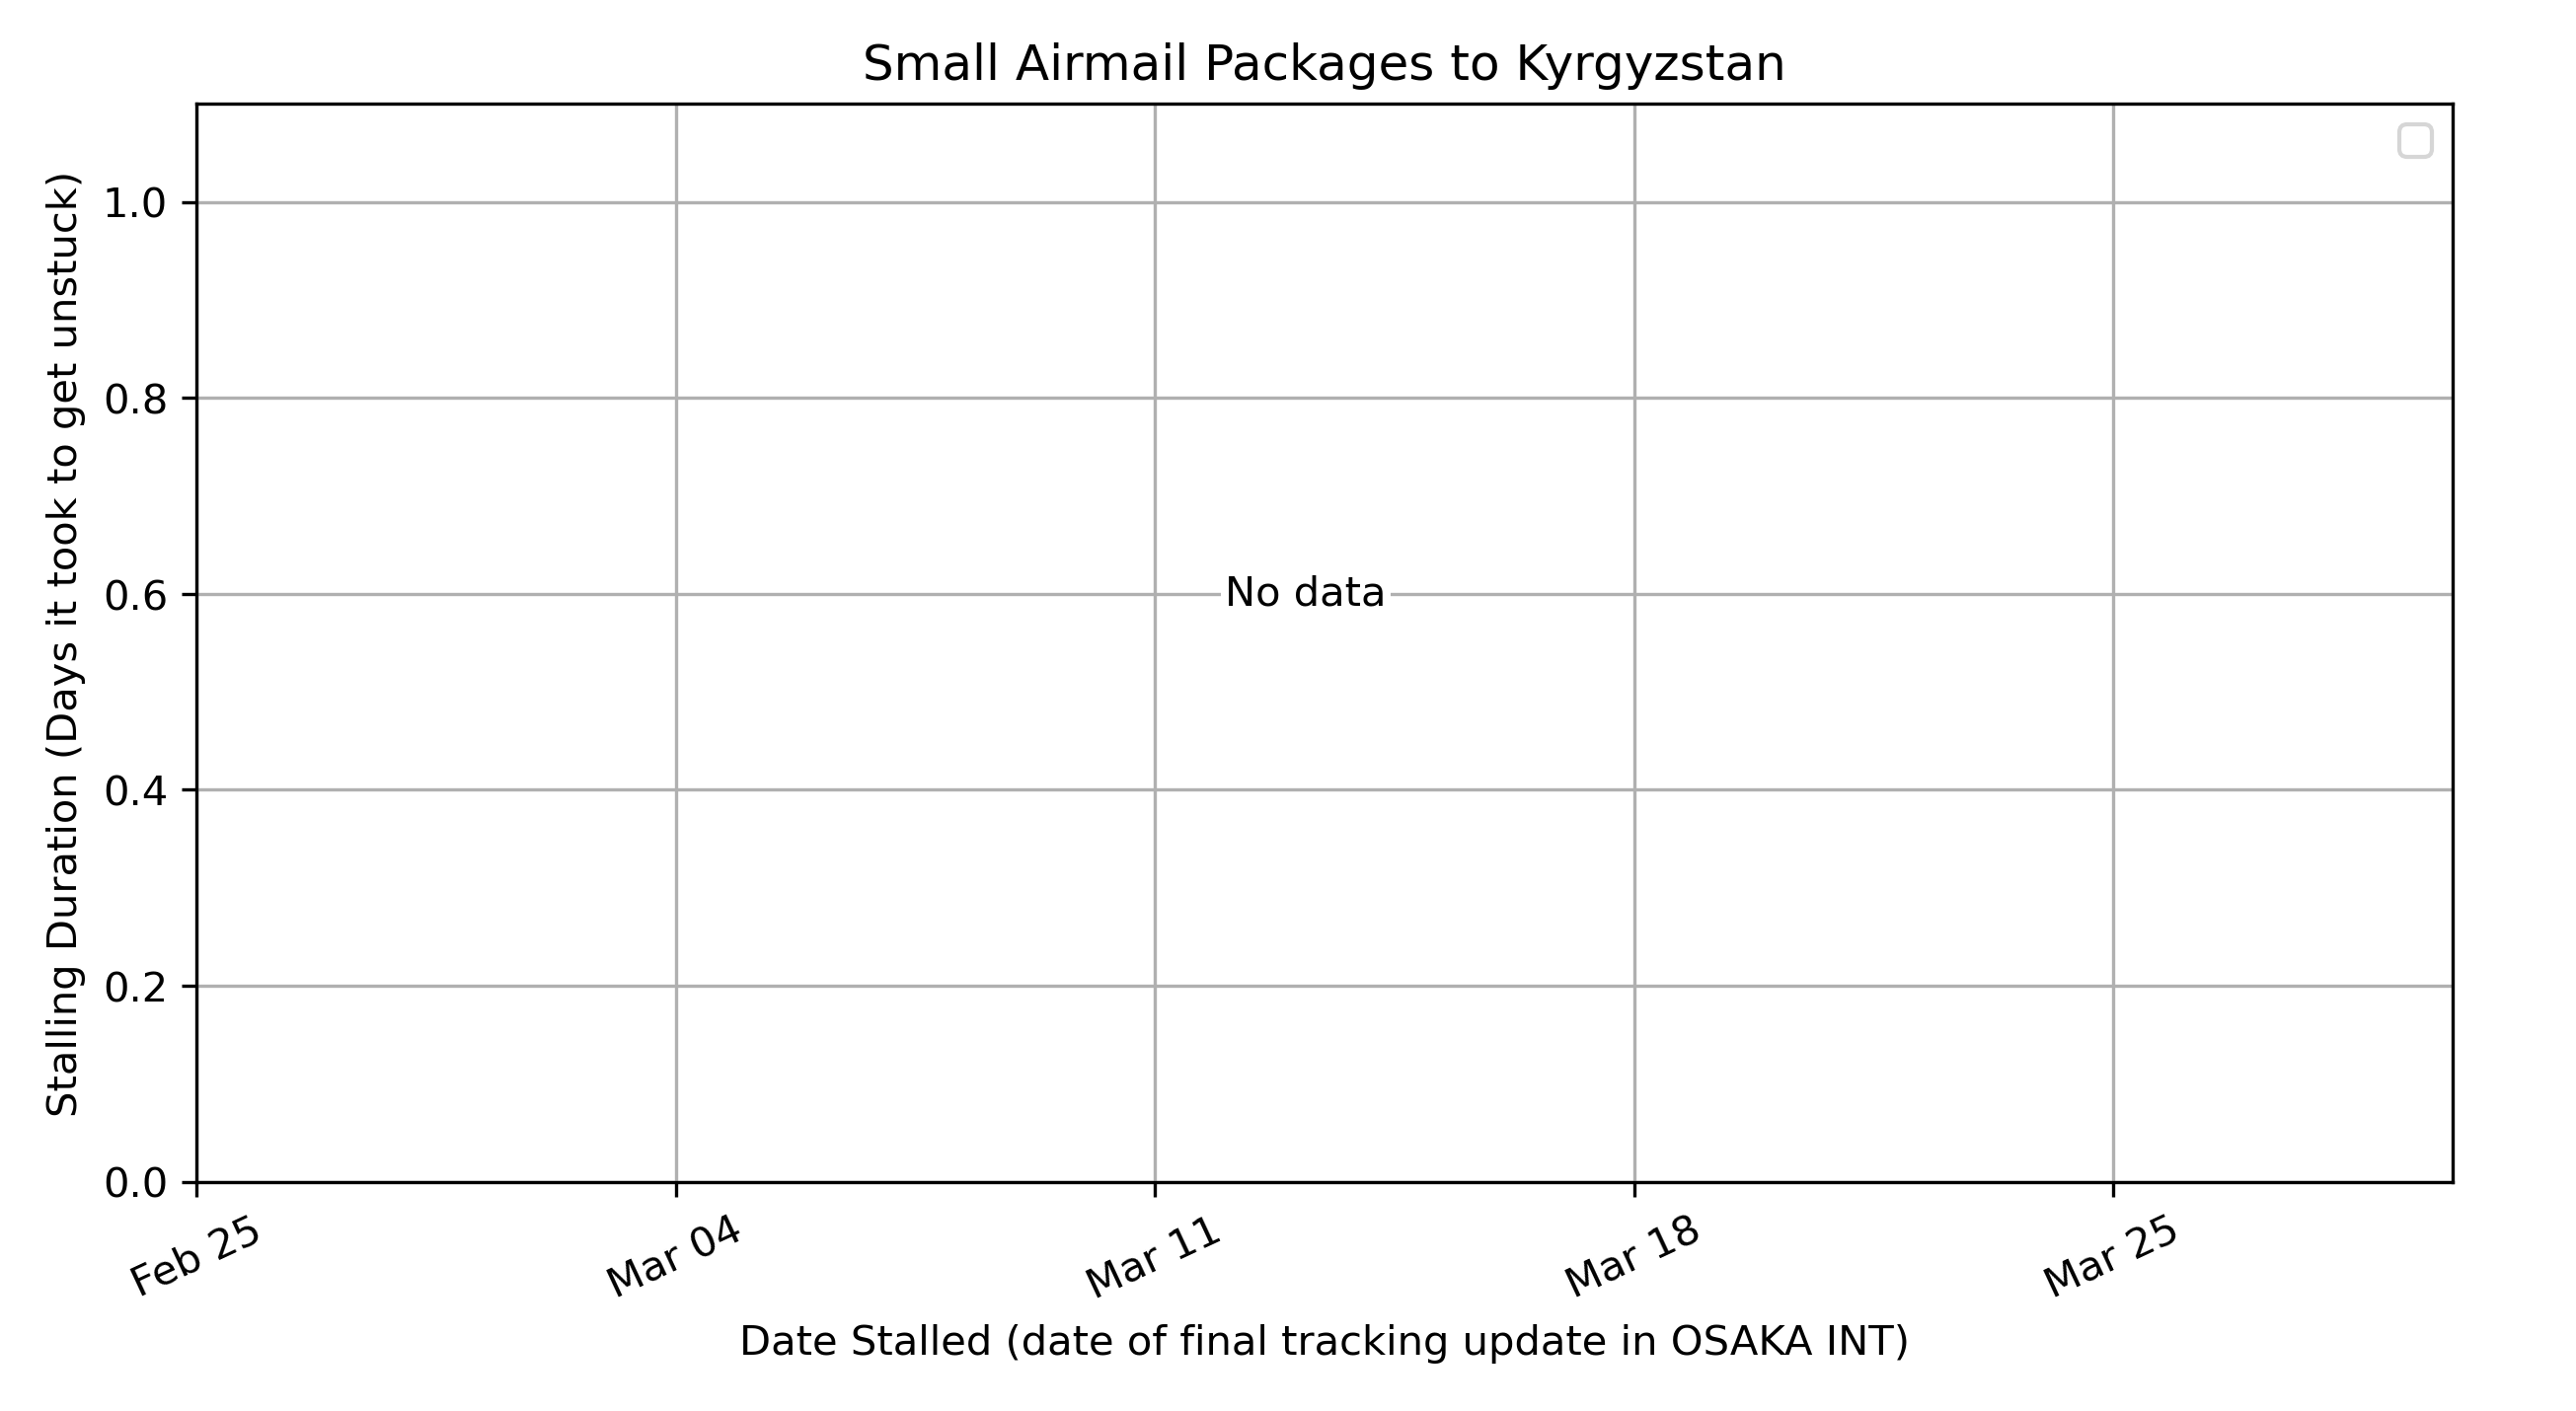 Small Airmail Packages to Kyrgyzstan
Stalling Duration (Days it took to get unstuck)
1.0
0.8
0.6
0.4
0.2
0.0
No data
Feb 25
Mar 04
Mar 11
Mar 18
Mar 25
Date Stalled (date of final tracking update in OSAKA INT)